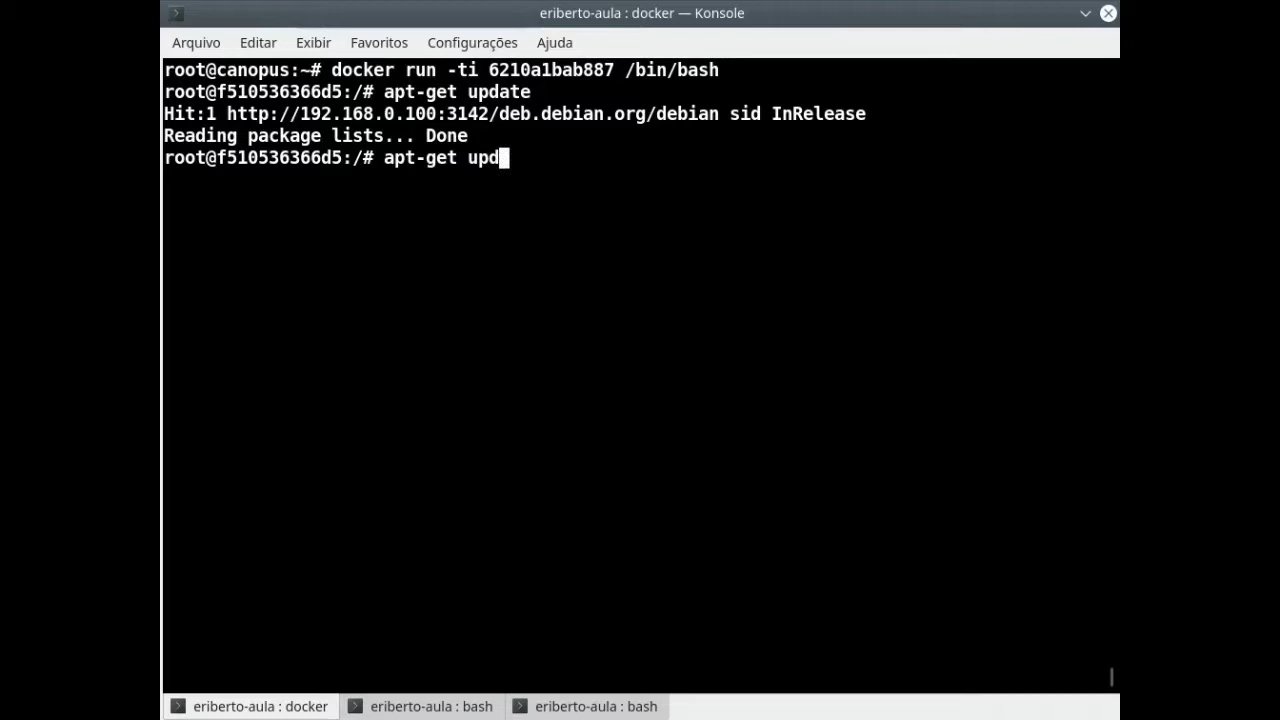 eriberto-aula : docker — Konsole
Arquivo Editar Exibir Favoritos Configurações Ajuda
root@canopus:~# docker run -ti 6210a1bab887 /bin/bash
root@f510536366d5:/# apt-get update
Hit:1 http://192.168.0.100:3142/deb.debian.org/debian sid InRelease
Reading package lists... Done
root@f510536366d5:/# apt-get upd
eriberto-aula : docker eriberto-aula : bash eriberto-aula : bash